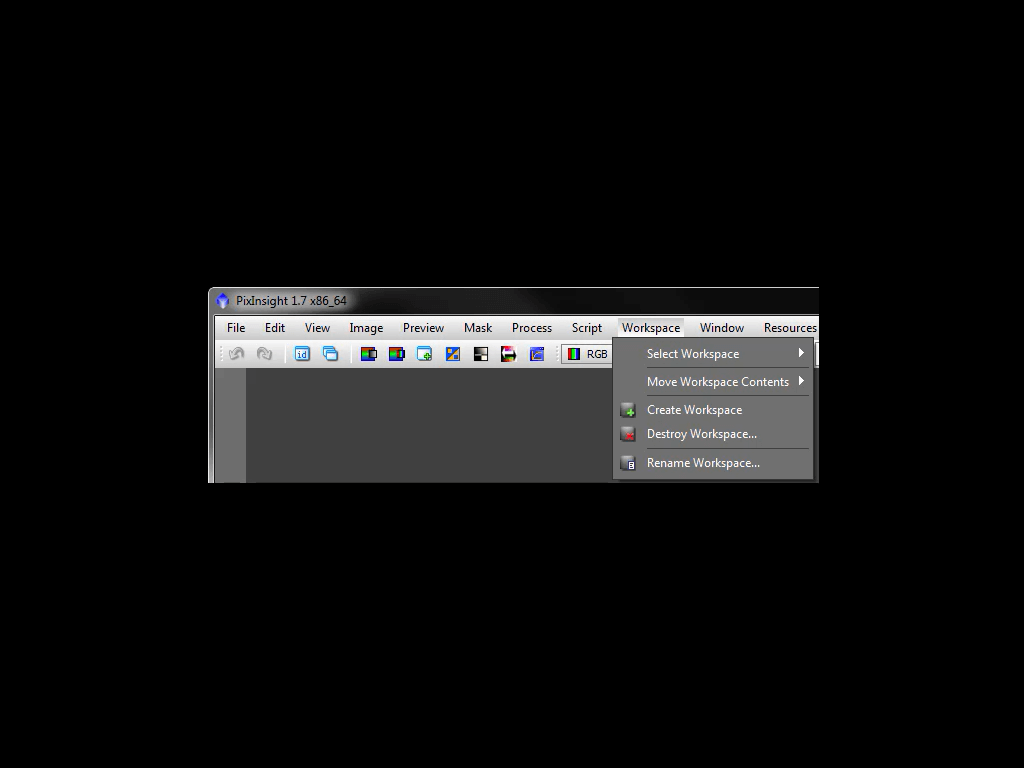 PixInsight 1.7 x86_64
File Edit View Image Preview Mask Process Script Workspace Window Resources
id RGB
Select Workspace
Move Workspace Contents
Create Workspace
Destroy Workspace...
Rename Workspace...